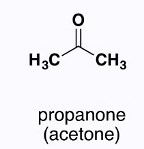 O
H₃C CH₃
propanone
(acetone)